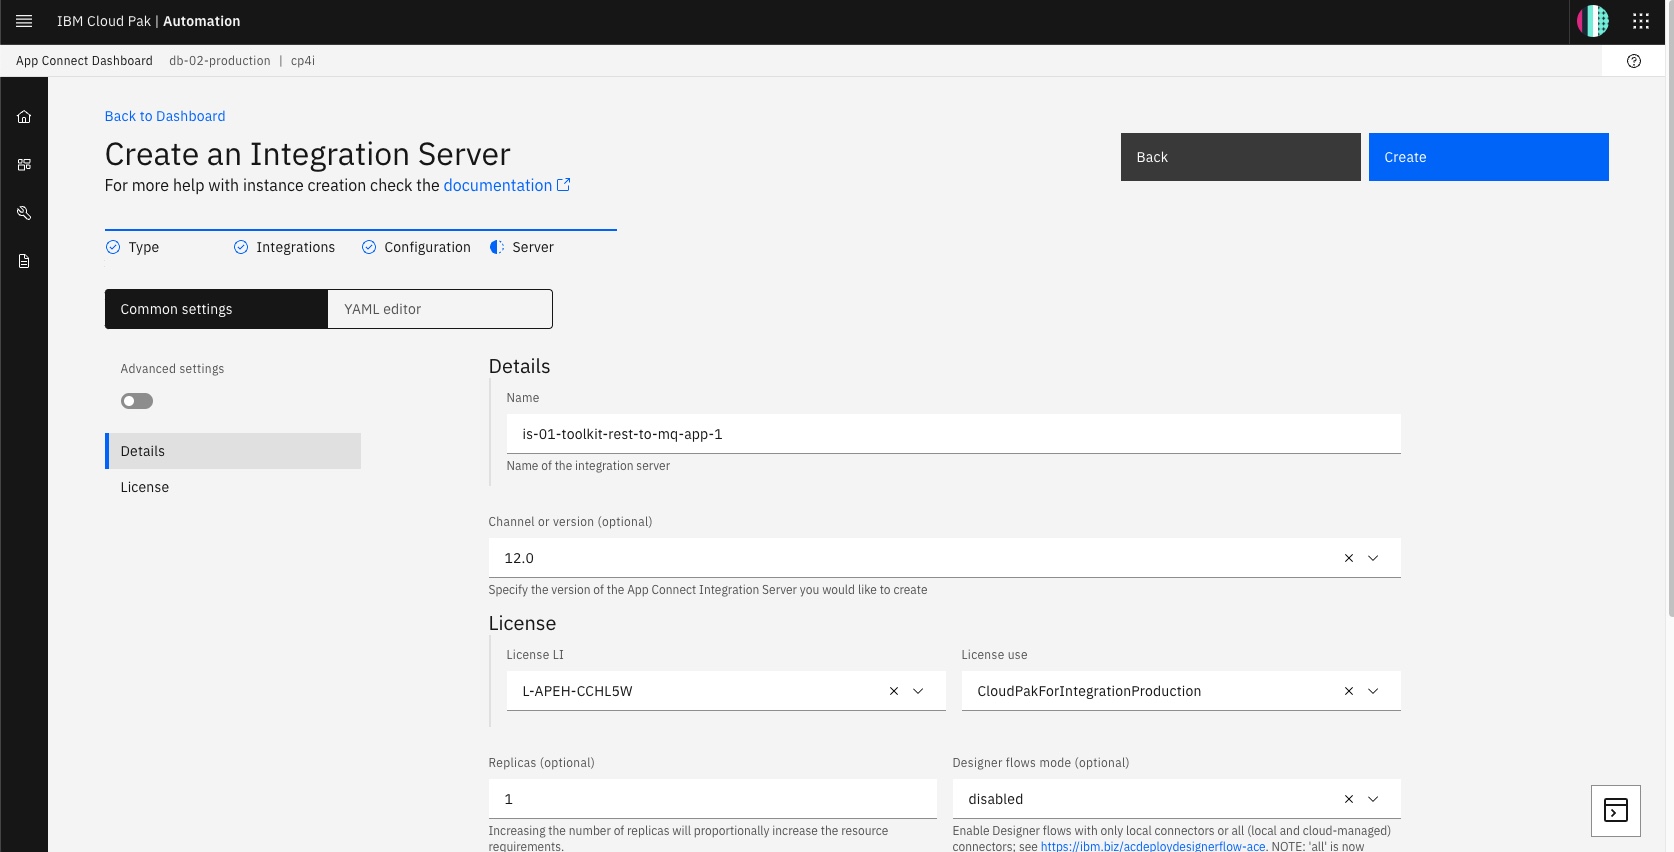 IBM Cloud Pak | Automation
App Connect Dashboard db-02-production | cp4i
Back to Dashboard
Create an Integration Server
For more help with instance creation check the documentation
Back
Create
Type
Integrations
Configuration
Server
Common settings
YAML editor
Advanced settings
Details
License
Details
Name
is-01-toolkit-rest-to-mq-app-1
Name of the integration server
Channel or version (optional)
12.0
Specify the version of the App Connect Integration Server you would like to create
License
License LI
L-APEH-CCHL5W
License use
CloudPakForIntegrationProduction
Replicas (optional)
1
Increasing the number of replicas will proportionally increase the resource
requirements.
Designer flows mode (optional)
disabled
Enable Designer flows with only local connectors or all (local and cloud-managed)
connectors; see https://ibm.biz/acdeploydesignerflow-ace. NOTE: 'all' is now